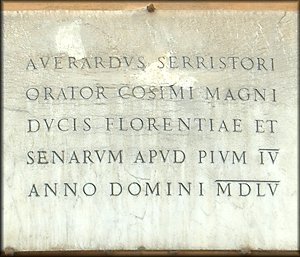 AVERARDVS SERRISTORI
ORATOR COSIMI MAGNI
DVCIS FLORENTIAE ET
SENARVM APVD PIVM IV
ANNO DOMINI MDLV